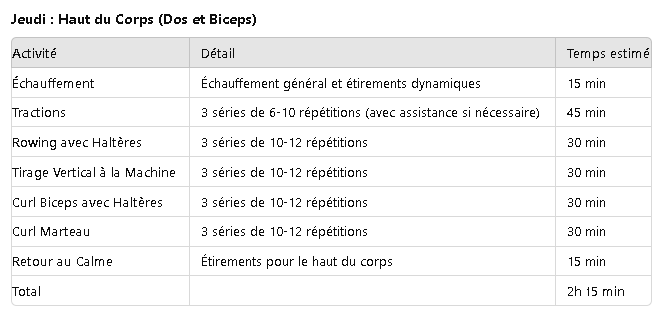 Jeudi : Haut du Corps (Dos et Biceps)
Activité Détail Temps estimé
Échauffement Échauffement général et étirements dynamiques 15 min
Tractions 3 séries de 6-10 répétitions (avec assistance si nécessaire) 45 min
Rowing avec Haltères 3 séries de 10-12 répétitions 30 min
Tirage Vertical à la Machine 3 séries de 10-12 répétitions 30 min
Curl Biceps avec Haltères 3 séries de 10-12 répétitions 30 min
Curl Marteau 3 séries de 10-12 répétitions 30 min
Retour au Calme Étirements pour le haut du corps 15 min
Total 2h 15 min